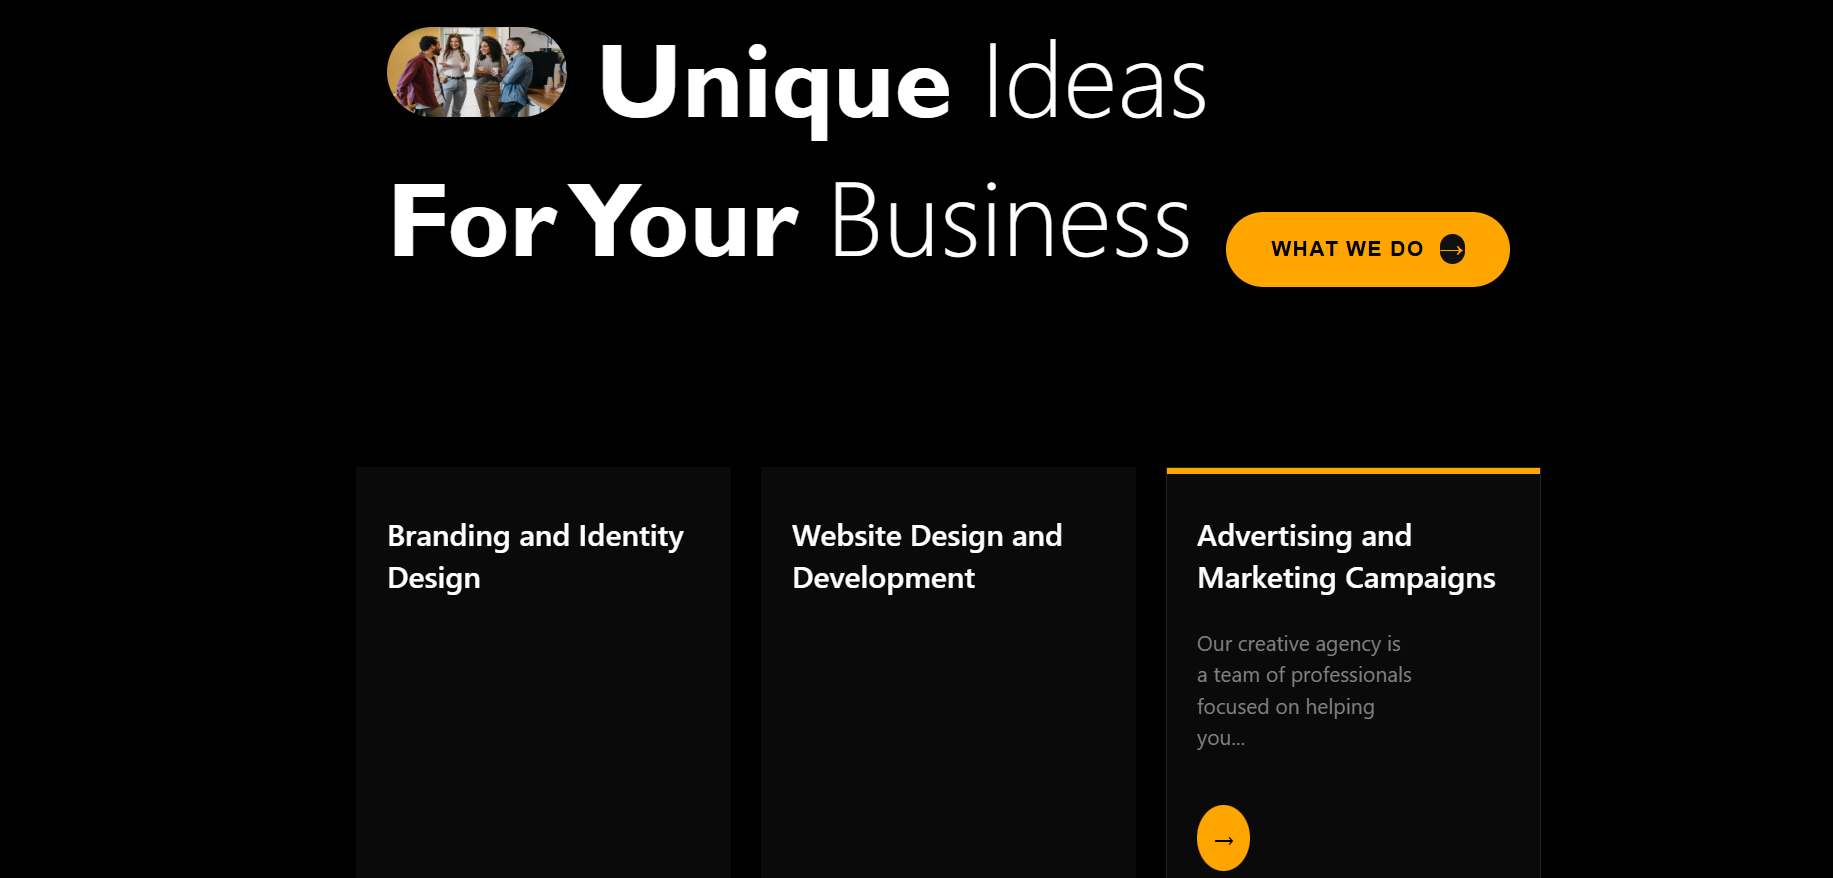 Unique Ideas
For Your Business
WHAT WE DO →
Branding and Identity
Design
Website Design and
Development
Advertising and
Marketing Campaigns
Our creative agency is
a team of professionals
focused on helping
you...
→